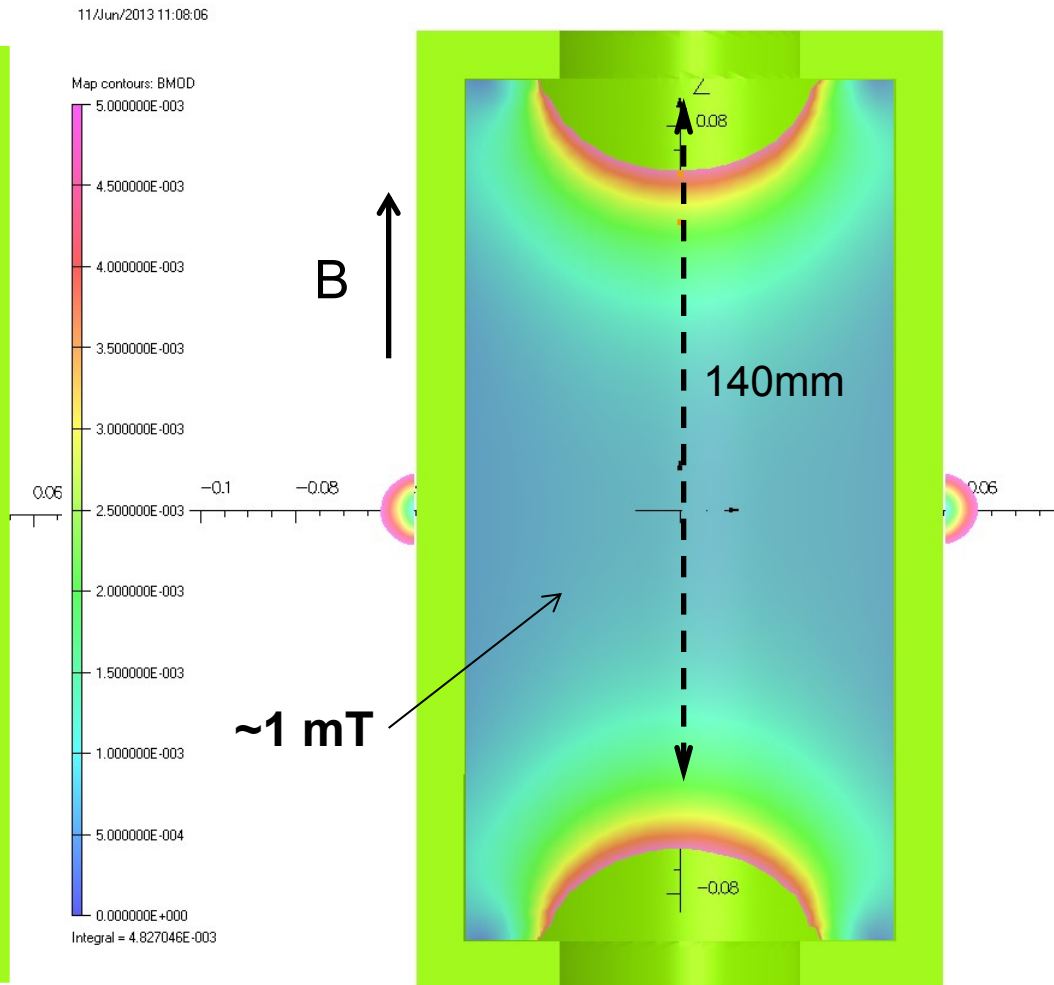 11/Jun/2013 11:08:06
Map contours: BMOD
5.000000E-003
4.500000E-003
4.000000E-003
3.500000E-003
3.000000E-003
2.500000E-003
2.000000E-003
1.500000E-003
1.000000E-003
5.000000E-004
0.000000E+000
Integral = 4.827046E-003
B
0.08
140mm
0.06
-0.1
-0.08
0.06
~1 mT
-0.08